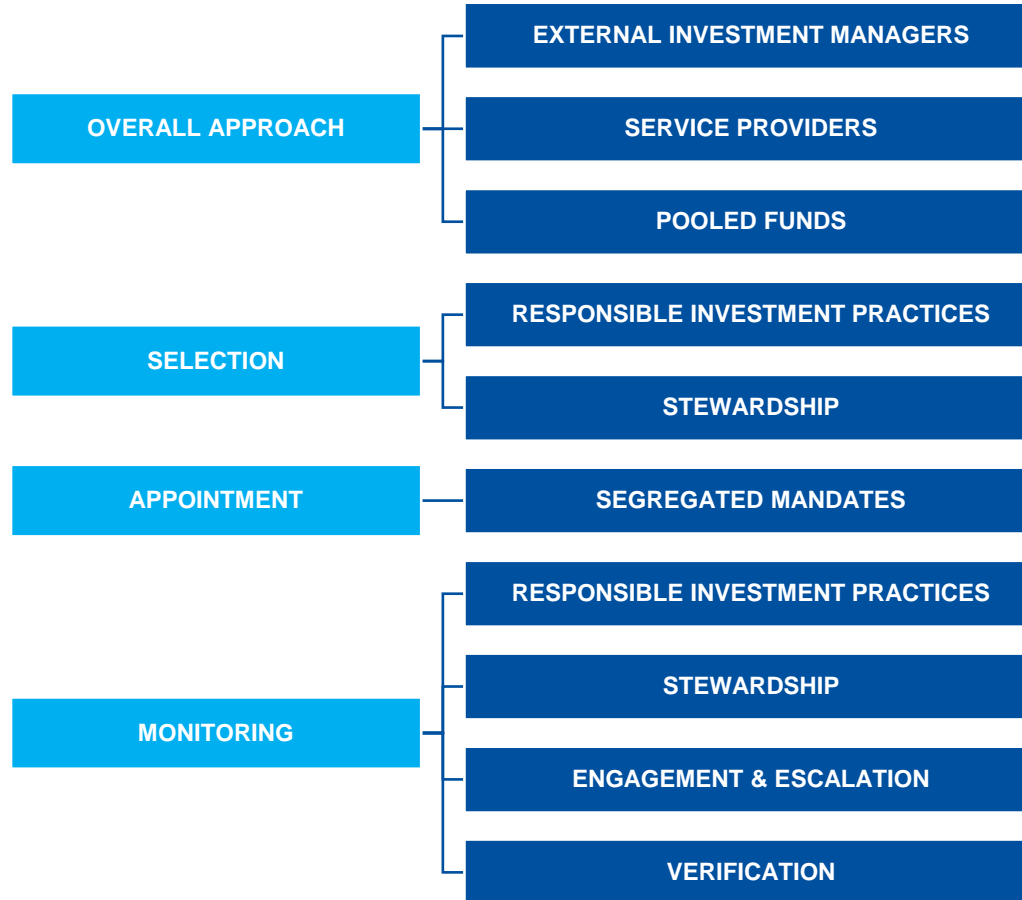 OVERALL APPROACH
EXTERNAL INVESTMENT MANAGERS
SERVICE PROVIDERS
POOLED FUNDS
SELECTION
RESPONSIBLE INVESTMENT PRACTICES
STEWARDSHIP
APPOINTMENT
SEGREGATED MANDATES
MONITORING
RESPONSIBLE INVESTMENT PRACTICES
STEWARDSHIP
ENGAGEMENT & ESCALATION
VERIFICATION